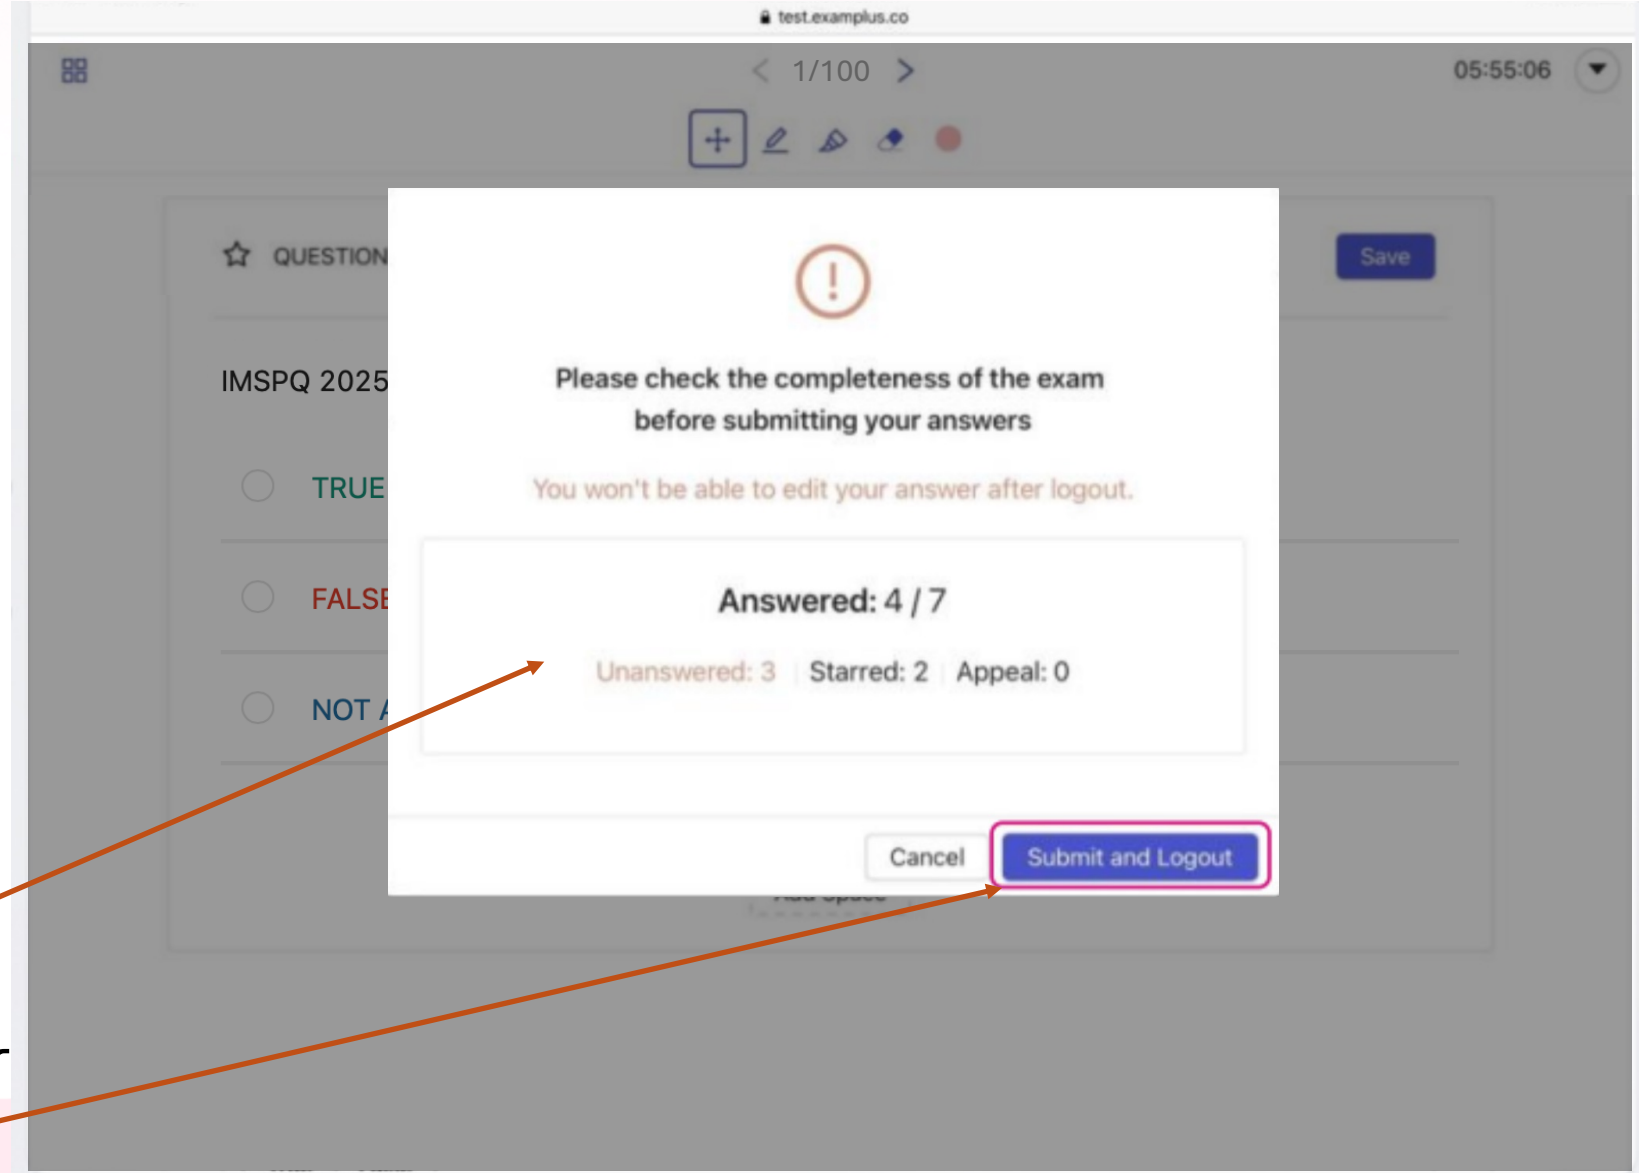 test.examplus.co
1/100
05:55:06
QUESTION
Save
IMSPQ 2025
Please check the completeness of the exam
before submitting your answers
You won't be able to edit your answer after logout.
TRUE
FALSE
NOT A
Answered: 4 / 7
Unanswered: 3 Starred: 2 Appeal: 0
Cancel
Submit and Logout
Add Space